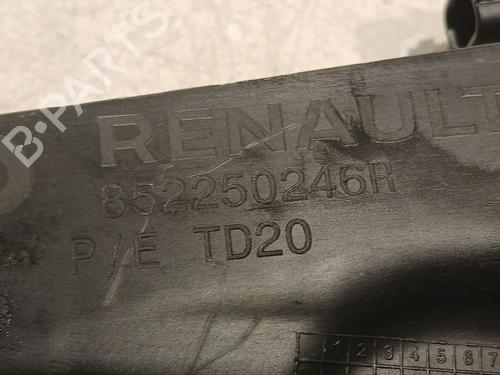 RENAULT
852250246R
P/E TD20
1 2 3 4 5 6 7
B-PARTS